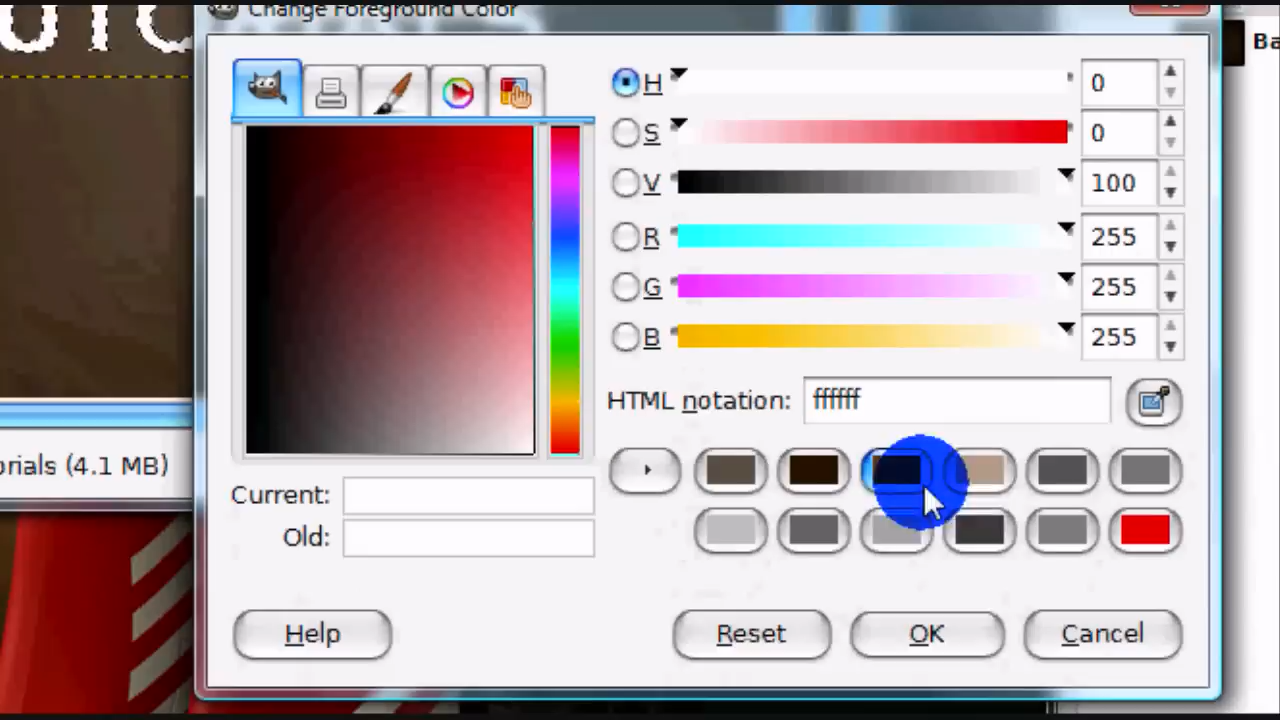 Change Foreground Color
Ba
H 0
S 0
V 100
R 255
G 255
B 255
HTML notation: ffffff
orials (4.1 MB)
Current:
Old:
Help Reset OK Cancel